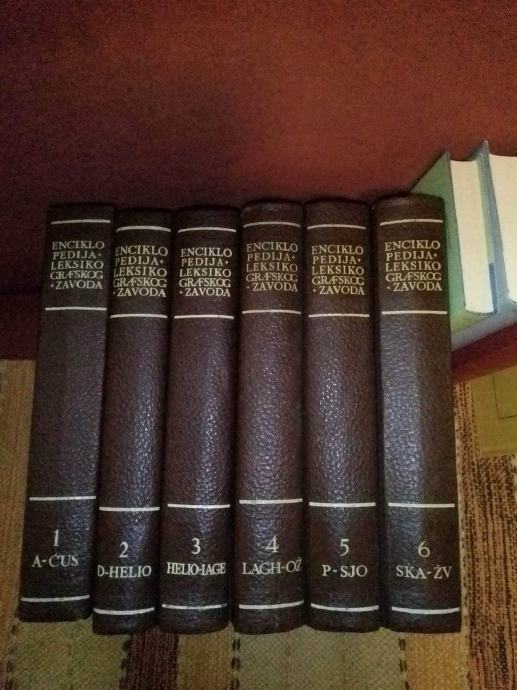 ENCIKLO
PEDIJA•
LEKSIKO
GRAFSKOG
•ZAVODA
1
A-ČUS
ENCIKLO
PEDIJA•
LEKSIKO
GRAFSKOG
•ZAVODA
2
D-HELIO
ENCIKLO
PEDIJA•
LEKSIKO
GRAFSKOG
•ZAVODA
3
HELIO-LAGE
ENCIKLO
PEDIJA•
LEKSIKO
GRAFSKOG
•ZAVODA
4
LAGH-OŽ
ENCIKLO
PEDIJA•
LEKSIKO
GRAFSKOG
•ZAVODA
5
P-SJO
ENCIKLO
PEDIJA•
LEKSIKO
GRAFSKOG
•ZAVODA
6
SKA-ŽV